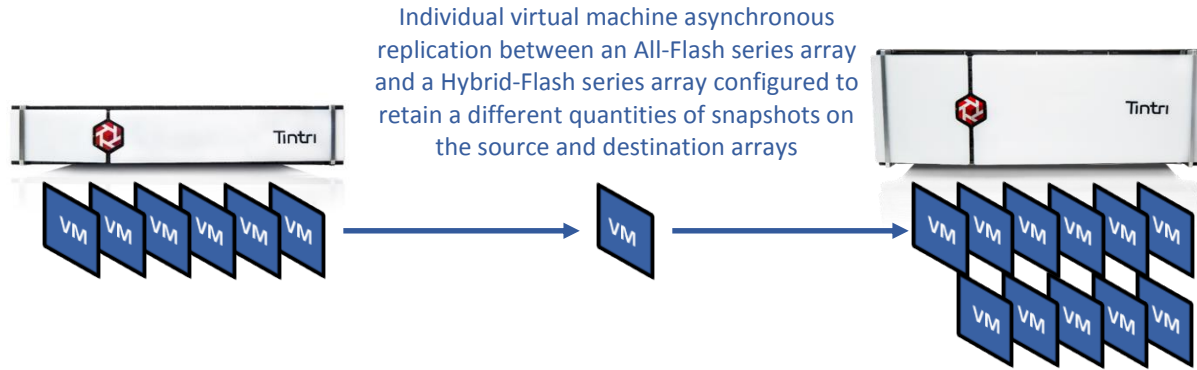 Individual virtual machine asynchronous
replication between an All-Flash series array
and a Hybrid-Flash series array configured to
retain a different quantities of snapshots on
the source and destination arrays
Tintri
Tintri
VM VM VM VM VM VM
VM
VM VM VM VM VM VM
VM VM VM VM VM